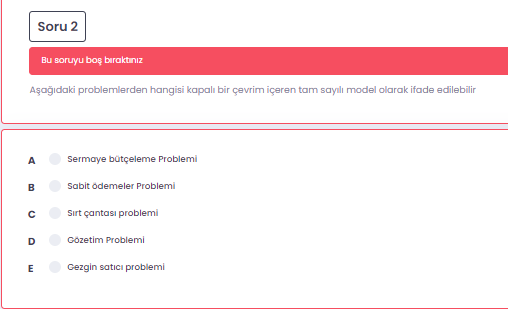 Soru 2
Bu soruyu boş bıraktınız
Aşağıdaki problemlerden hangisi kapalı bir çevrim içeren tam sayılı model olarak ifade edilebilir
A Sermaye bütçeleme Problemi
B Sabit ödemeler Problemi
C Sırt çantası problemi
D Gözetim Problemi
E Gezgin satıcı problemi